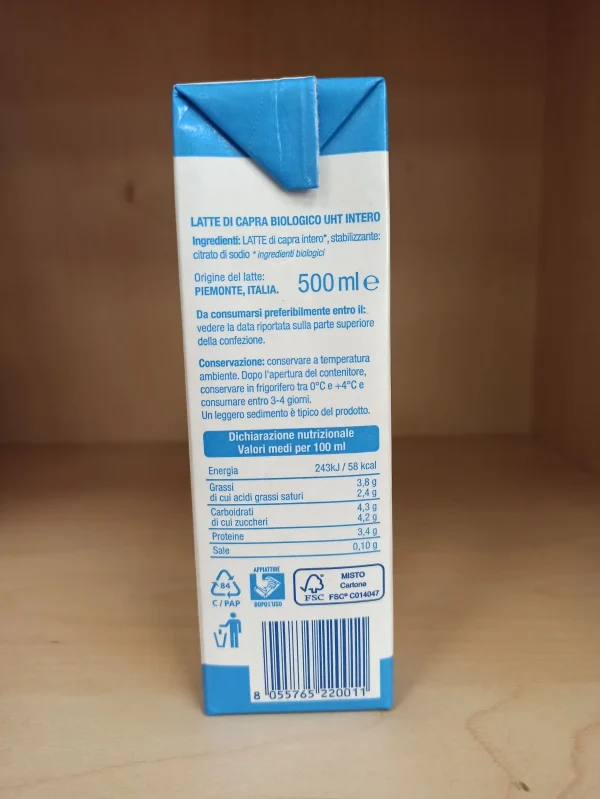 LATTE DI CAPRA BIOLOGICO UHT INTERO
Ingredienti: LATTE di capra intero*, stabilizzante:
citrato di sodio * ingredienti biologici
Origine del latte:
PIEMONTE, ITALIA. 500 ml ℮
Da consumarsi preferibilmente entro il:
vedere la data riportata sulla parte superiore
della confezione.
Conservazione: conservare a temperatura
ambiente. Dopo l'apertura del contenitore,
conservare in frigorifero tra 0°C e +4°C e
consumare entro 3-4 giorni.
Un leggero sedimento è tipico del prodotto.
Dichiarazione nutrizionale
Valori medi per 100 ml
Energia 243kJ / 58 kcal
Grassi 3,8 g
di cui acidi grassi saturi 2,4 g
Carboidrati 4,3 g
di cui zuccheri 4,2 g
Proteine 3,4 g
Sale 0,10 g
84
C / PAP
APPIATTIRE
DOPO L'USO
FSC
MISTO
Cartone
FSC® C014047
8 055765 220011